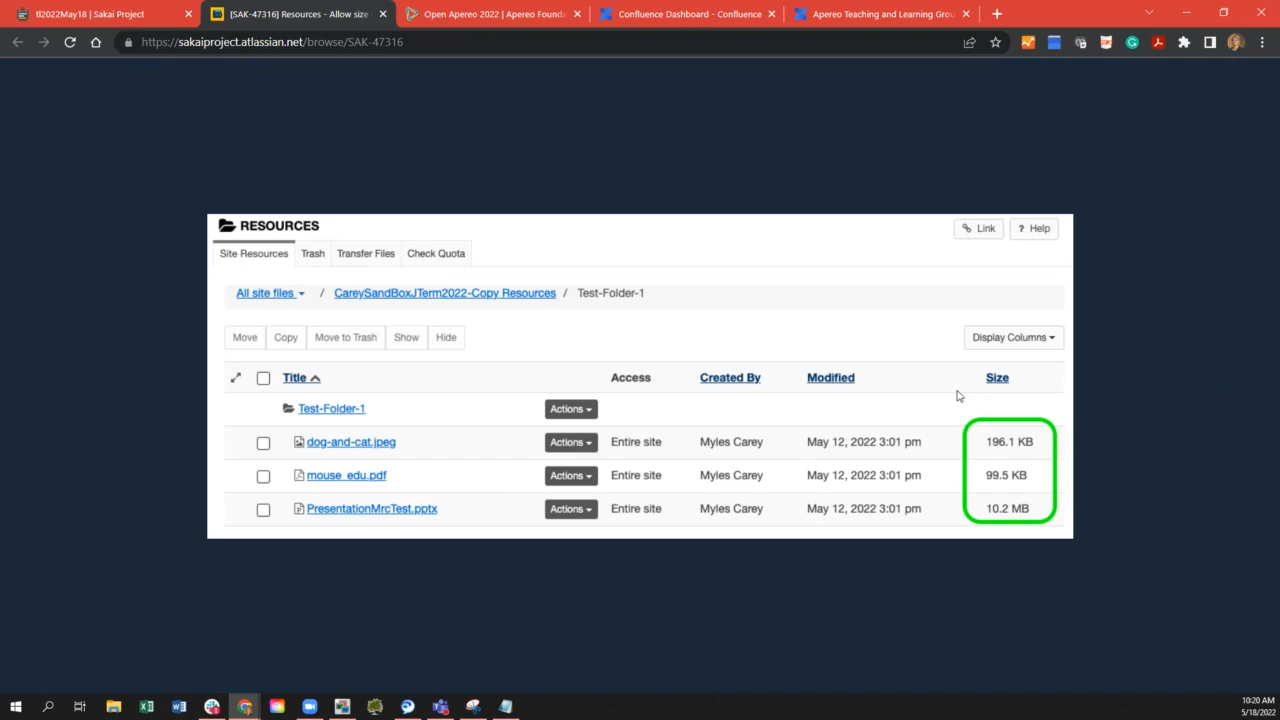 tl2022May18 | Sakai Project
[SAK-47316] Resources - Allow size
Open Apereo 2022 | Apereo Founda
Confluence Dashboard - Confluence
Apereo Teaching and Learning Grou
https://sakaiproject.atlassian.net/browse/SAK-47316
RESOURCES
Link
? Help
Site Resources Trash Transfer Files Check Quota
All site files / CareySandBoxJTerm2022-Copy Resources / Test-Folder-1
Move Copy Move to Trash Show Hide Display Columns
Title Access Created By Modified Size
Test-Folder-1 Actions
dog-and-cat.jpeg Actions Entire site Myles Carey May 12, 2022 3:01 pm 196.1 KB
mouse_edu.pdf Actions Entire site Myles Carey May 12, 2022 3:01 pm 99.5 KB
PresentationMrcTest.pptx Actions Entire site Myles Carey May 12, 2022 3:01 pm 10.2 MB
10:20 AM
5/18/2022